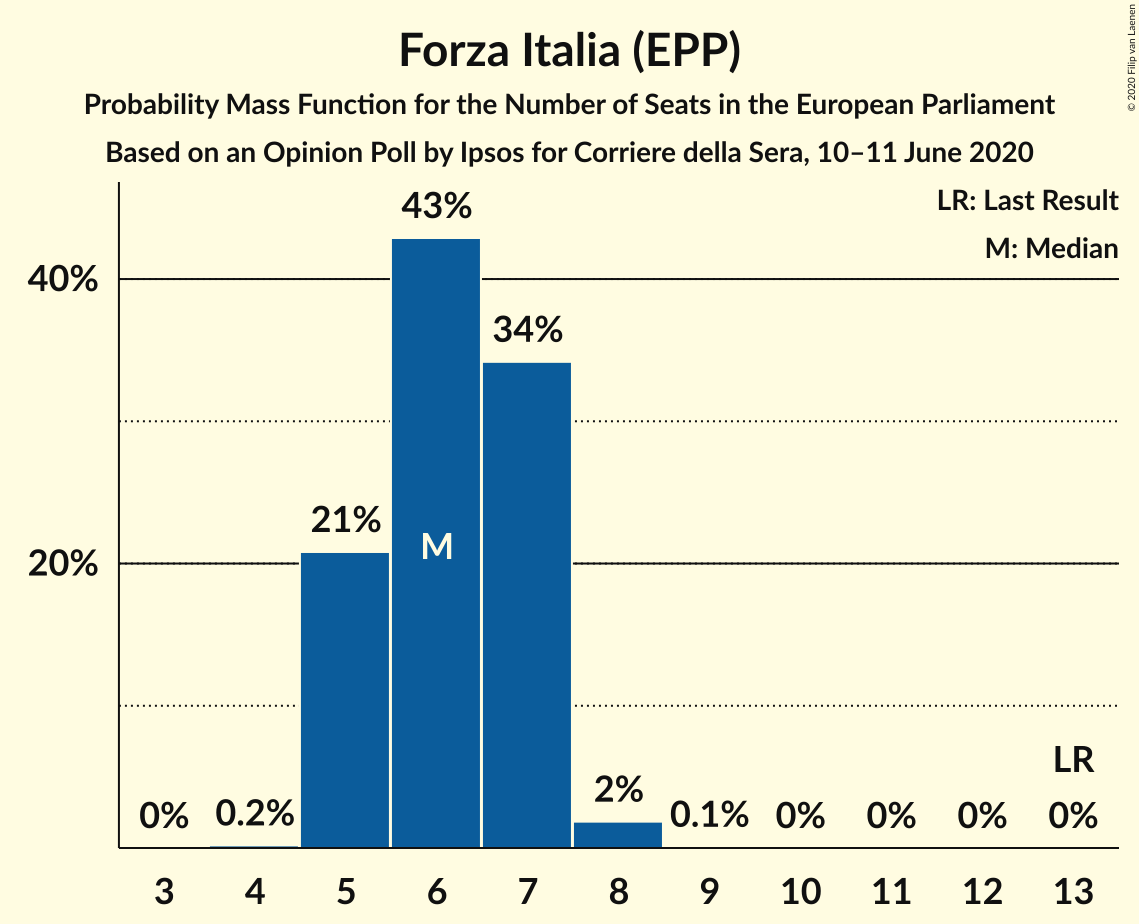 Forza Italia (EPP)
Probability Mass Function for the Number of Seats in the European Parliament
Based on an Opinion Poll by Ipsos for Corriere della Sera, 10–11 June 2020
© 2020 Filip van Laenen
LR: Last Result
M: Median
43%
40%
34%
21%
M
20%
LR
2%
0% 0.2% 0.1% 0% 0% 0% 0%
3 4 5 6 7 8 9 10 11 12 13